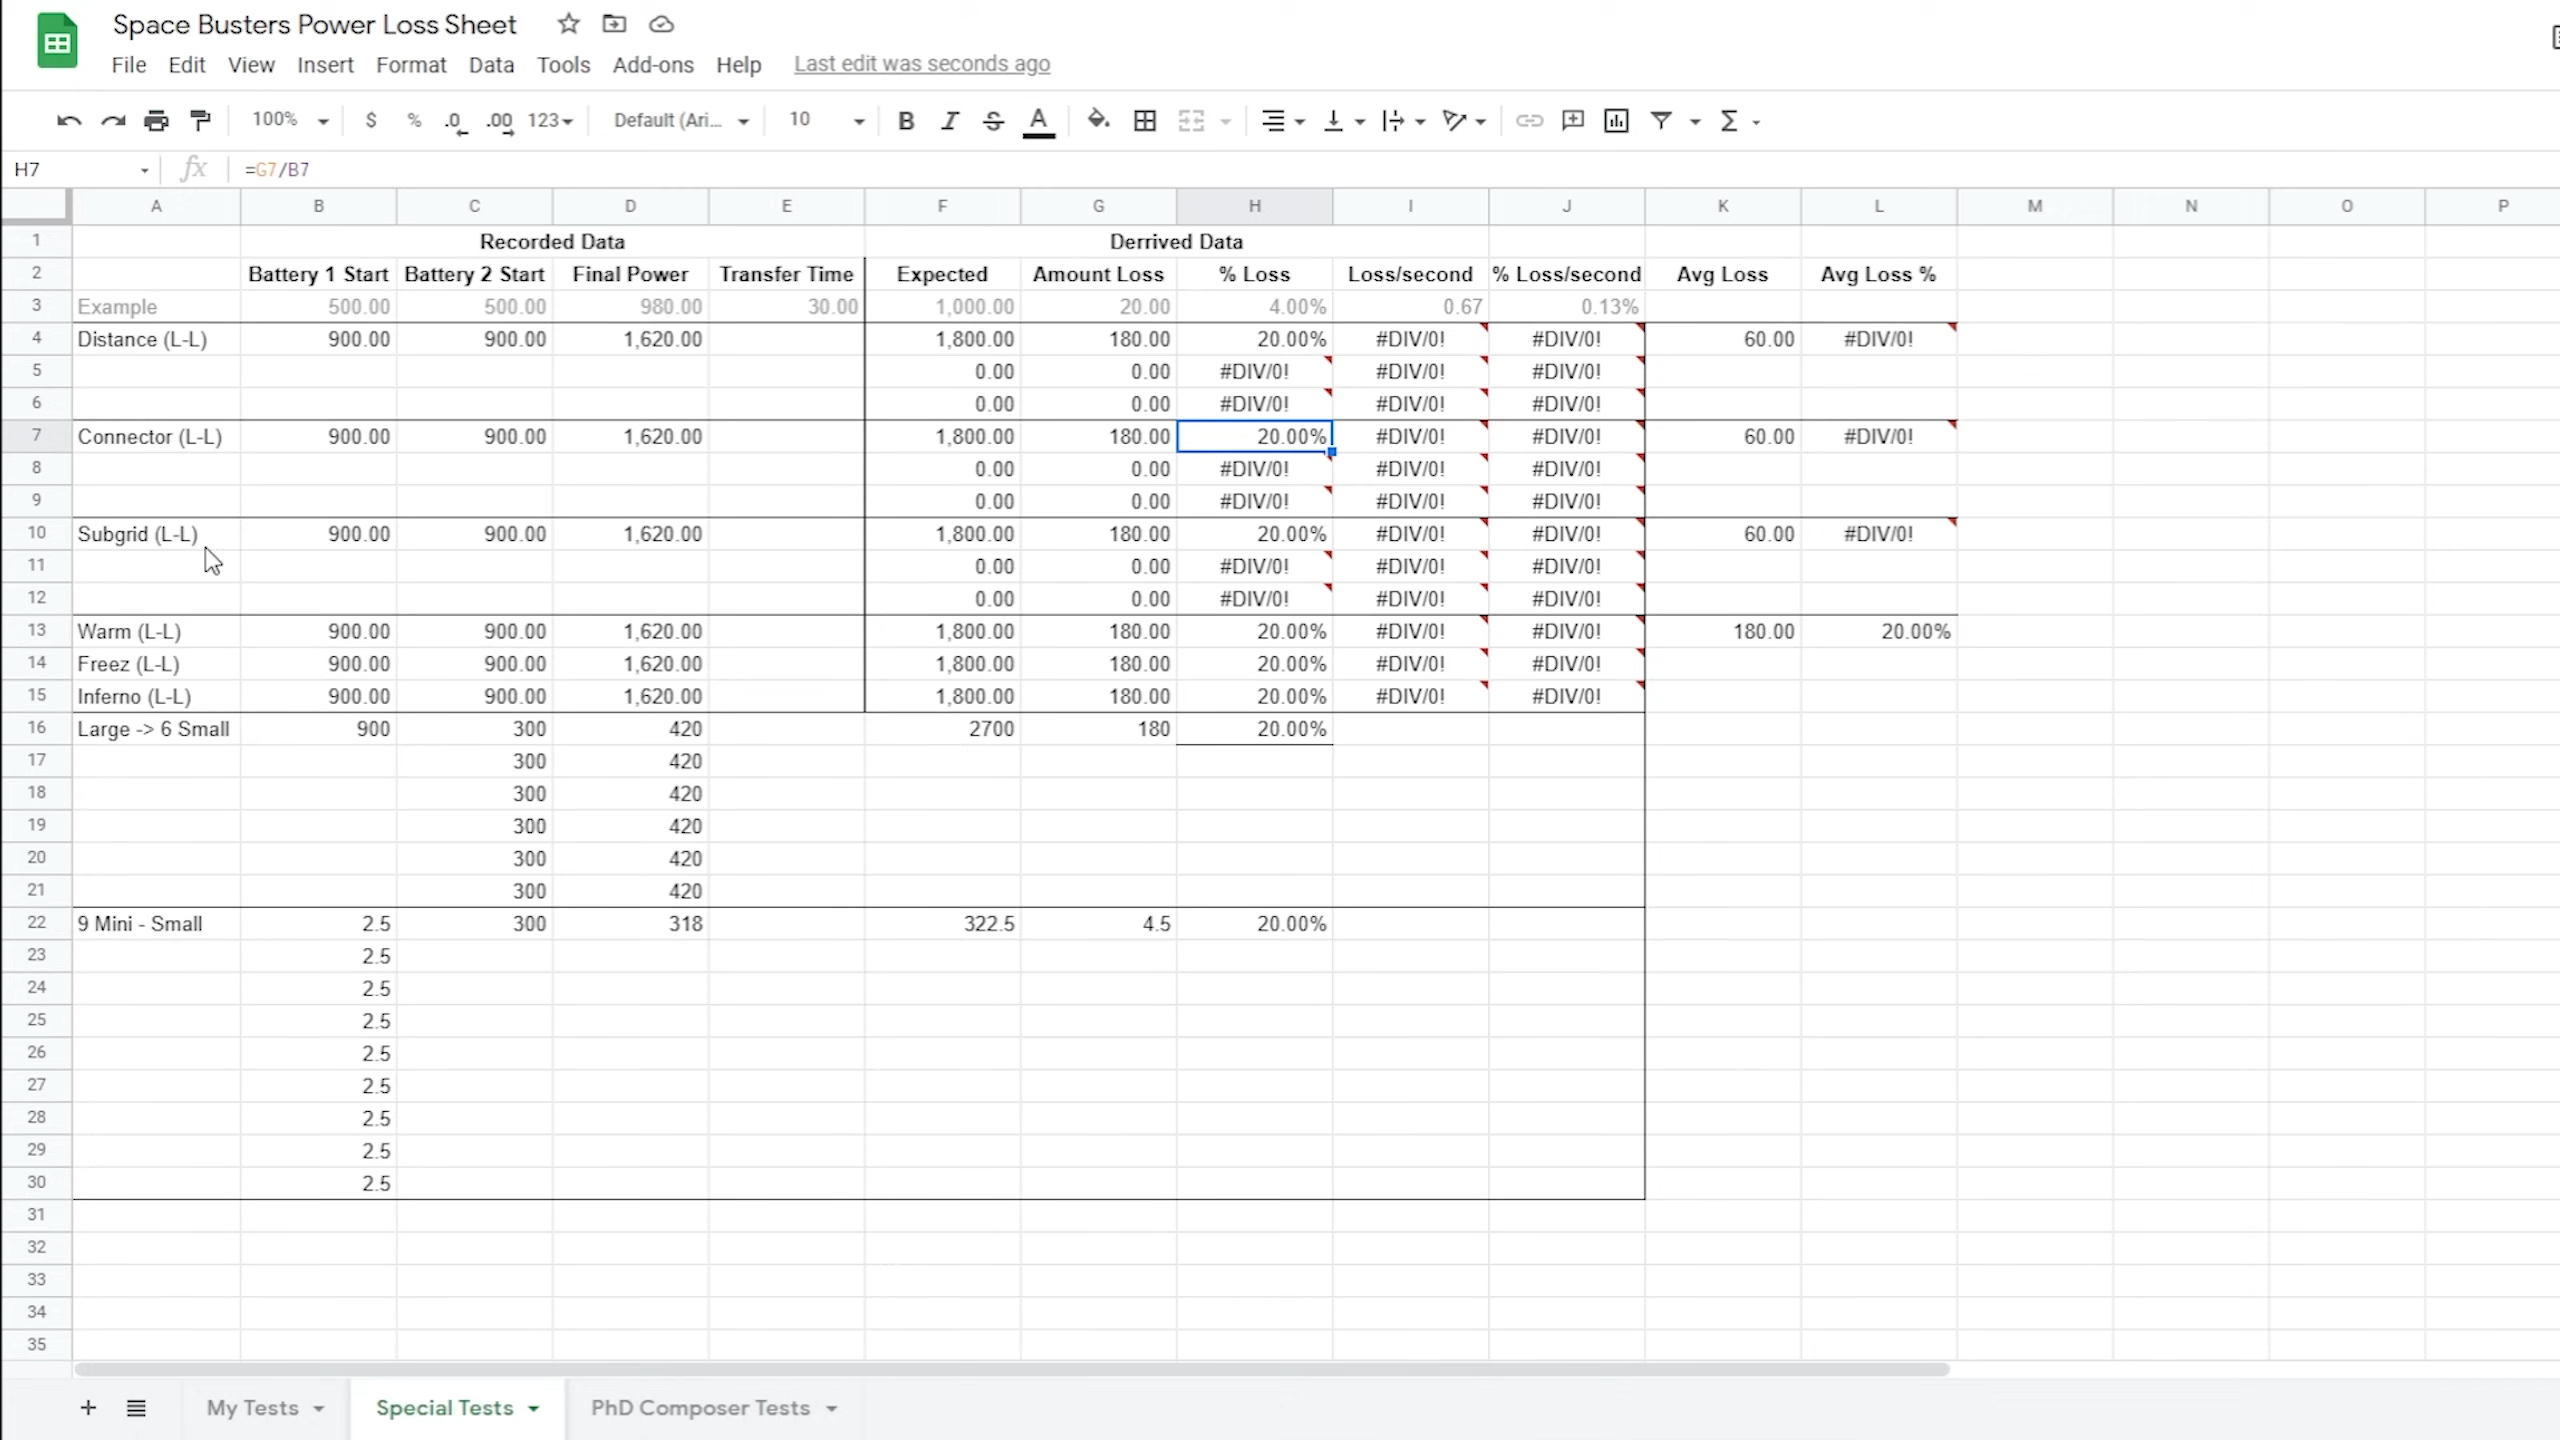 Space Busters Power Loss Sheet
File Edit View Insert Format Data Tools Add-ons Help Last edit was seconds ago
100% $ % .0 .00 123 Default (Ari... 10 B I S A Σ
H7 fx =G7/B7
A B C D E F G H I J K L M N O P
1 Recorded Data Derrived Data
2 Battery 1 Start Battery 2 Start Final Power Transfer Time Expected Amount Loss % Loss Loss/second % Loss/second Avg Loss Avg Loss %
3 Example 500.00 500.00 980.00 30.00 1,000.00 20.00 4.00% 0.67 0.13%
4 Distance (L-L) 900.00 900.00 1,620.00 1,800.00 180.00 20.00% #DIV/0! #DIV/0! 60.00 #DIV/0!
5 0.00 0.00 #DIV/0! #DIV/0! #DIV/0!
6 0.00 0.00 #DIV/0! #DIV/0! #DIV/0!
7 Connector (L-L) 900.00 900.00 1,620.00 1,800.00 180.00 20.00% #DIV/0! #DIV/0! 60.00 #DIV/0!
8 0.00 0.00 #DIV/0! #DIV/0! #DIV/0!
9 0.00 0.00 #DIV/0! #DIV/0! #DIV/0!
10 Subgrid (L-L) 900.00 900.00 1,620.00 1,800.00 180.00 20.00% #DIV/0! #DIV/0! 60.00 #DIV/0!
11 0.00 0.00 #DIV/0! #DIV/0! #DIV/0!
12 0.00 0.00 #DIV/0! #DIV/0! #DIV/0!
13 Warm (L-L) 900.00 900.00 1,620.00 1,800.00 180.00 20.00% #DIV/0! #DIV/0! 180.00 20.00%
14 Freez (L-L) 900.00 900.00 1,620.00 1,800.00 180.00 20.00% #DIV/0! #DIV/0!
15 Inferno (L-L) 900.00 900.00 1,620.00 1,800.00 180.00 20.00% #DIV/0! #DIV/0!
16 Large -> 6 Small 900 300 420 2700 180 20.00%
17 300 420
18 300 420
19 300 420
20 300 420
21 300 420
22 9 Mini - Small 2.5 300 318 322.5 4.5 20.00%
23 2.5
24 2.5
25 2.5
26 2.5
27 2.5
28 2.5
29 2.5
30 2.5
31
32
33
34
35
+ My Tests Special Tests PhD Composer Tests